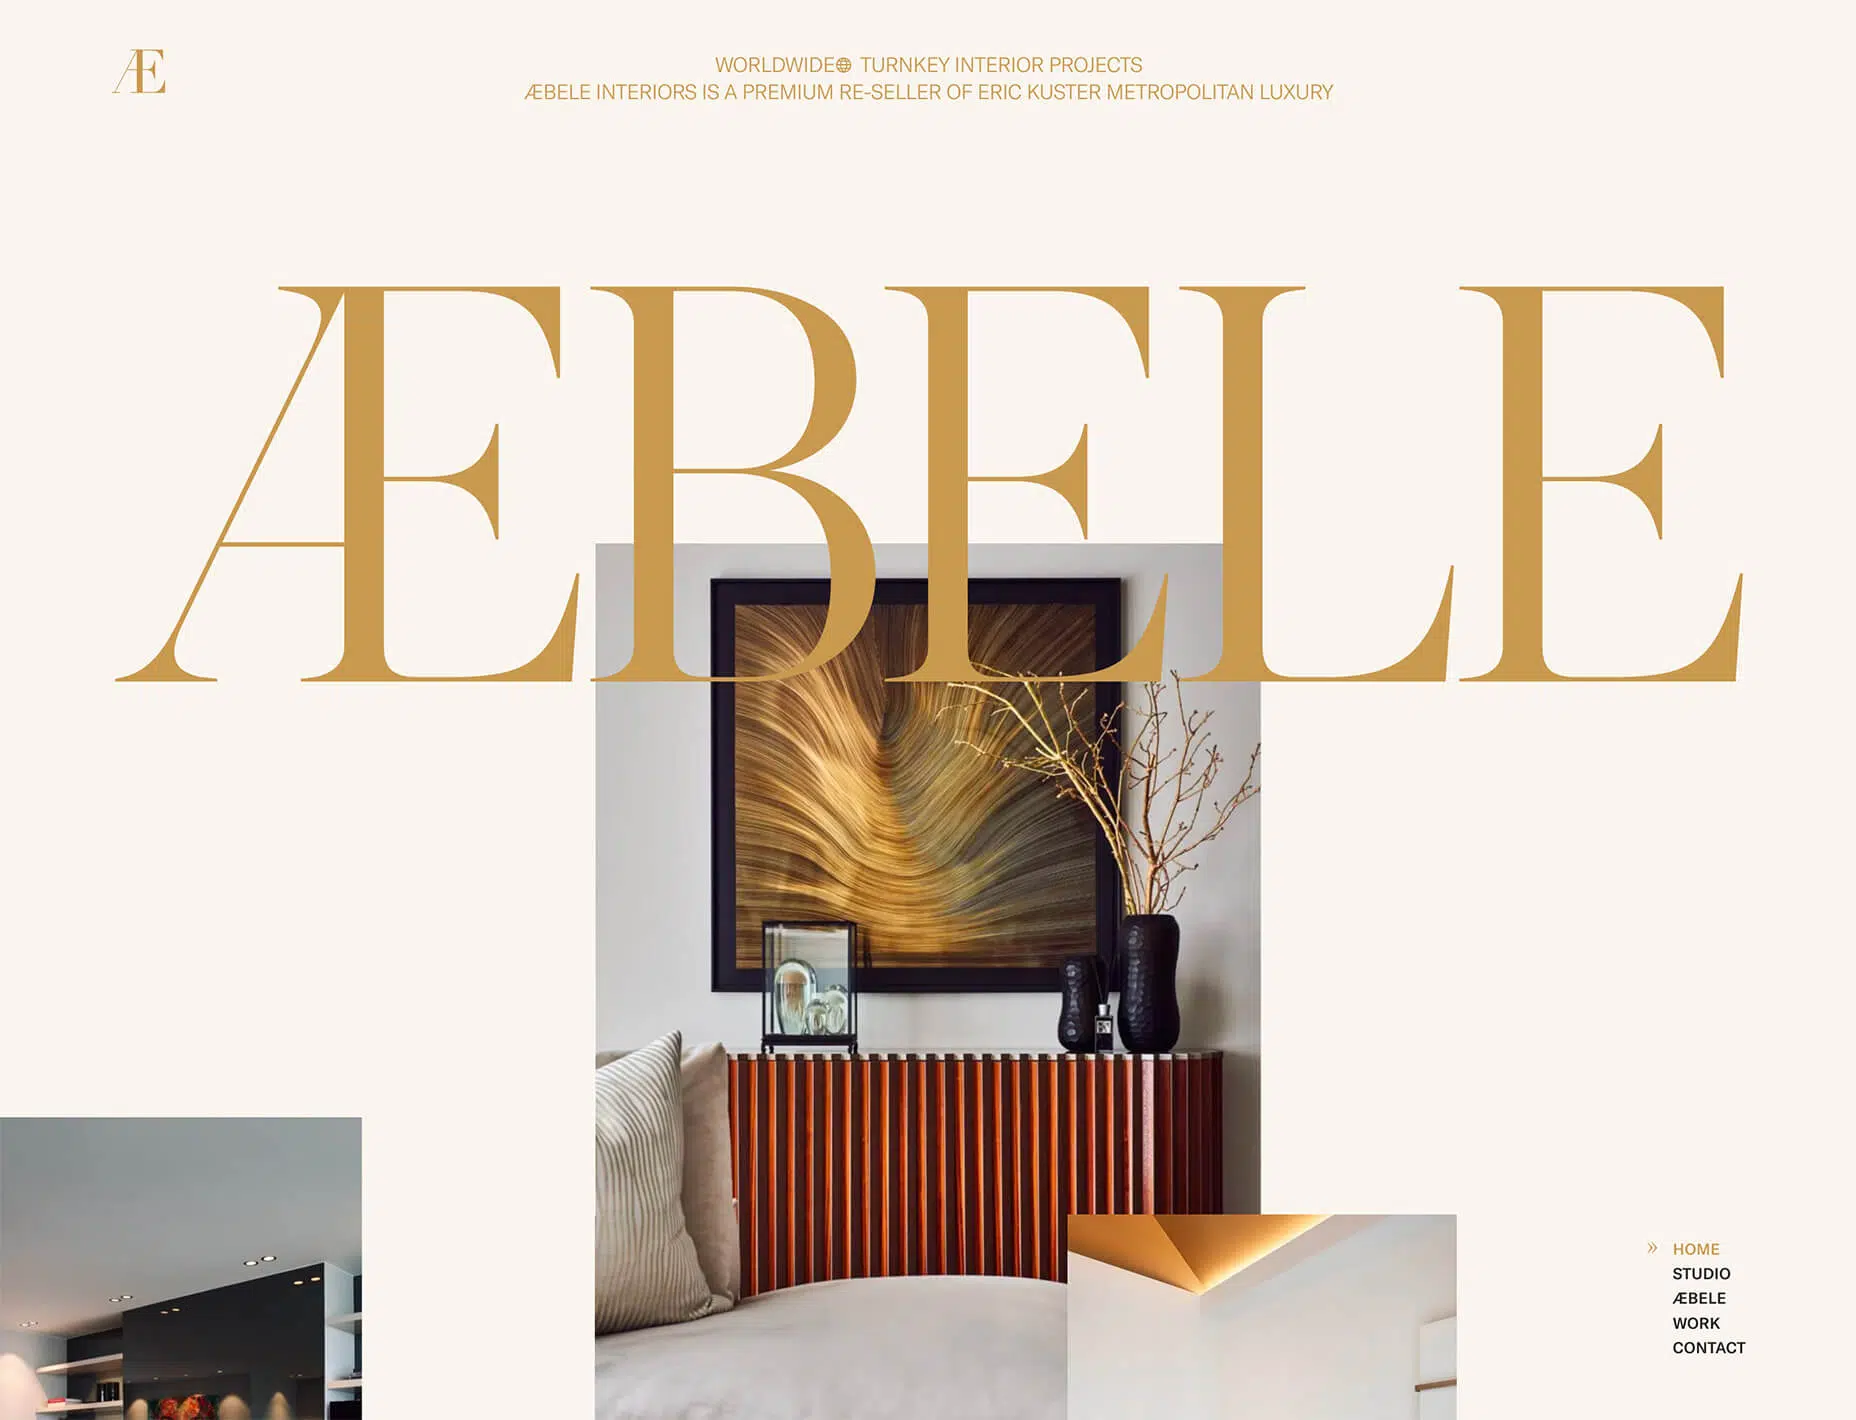 Æ
WORLDWIDE TURNKEY INTERIOR PROJECTS
ÆBELE INTERIORS IS A PREMIUM RE-SELLER OF ERIC KUSTER METROPOLITAN LUXURY
ÆBELE
» HOME
STUDIO
ÆBELE
WORK
CONTACT